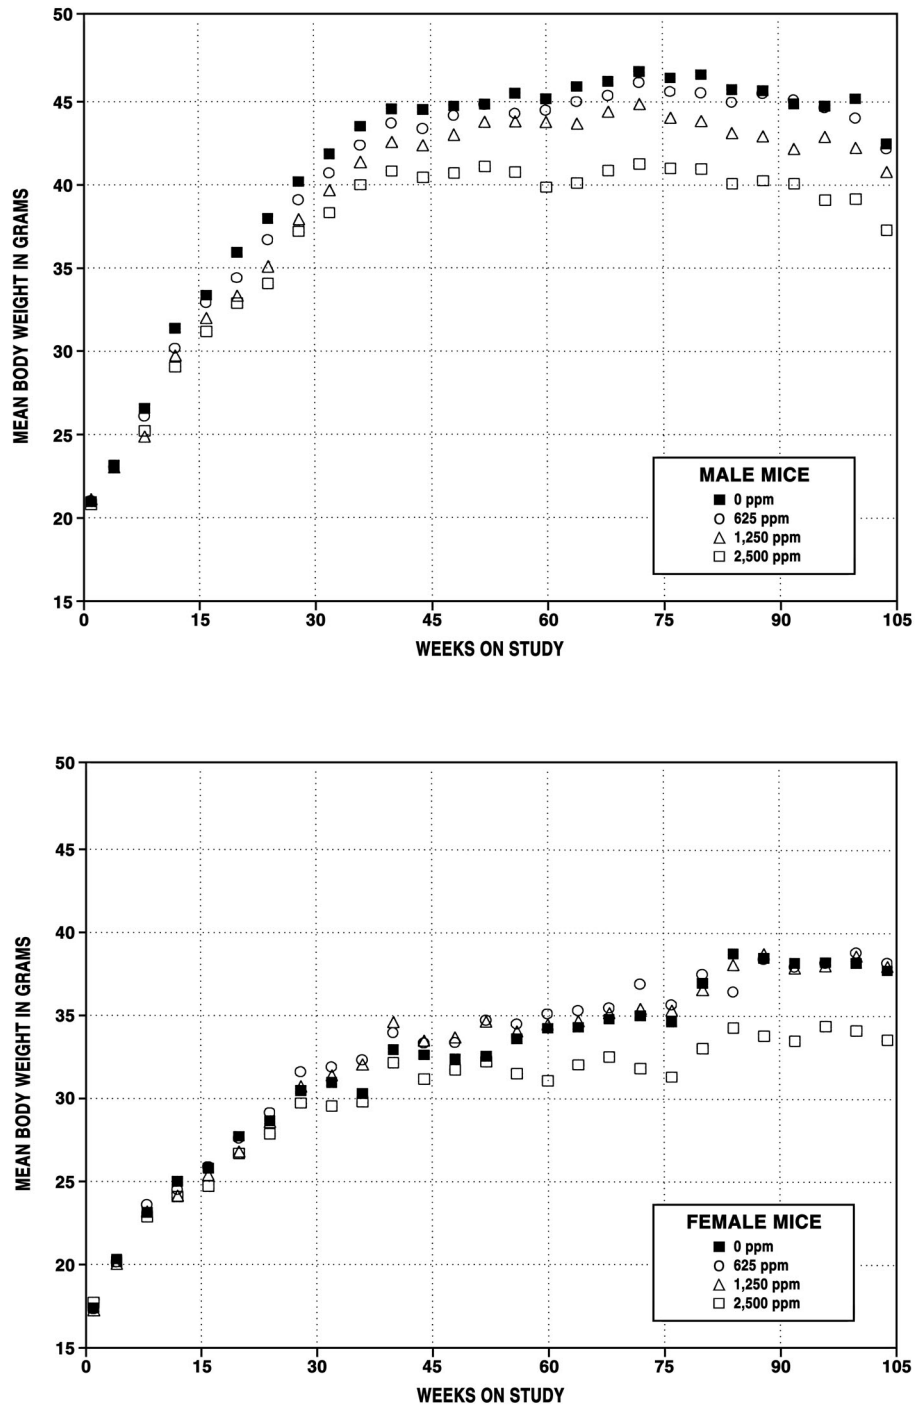 50
45
40
35
30
25
20
15
MEAN BODY WEIGHT IN GRAMS
MALE MICE
0 ppm
625 ppm
1,250 ppm
2,500 ppm
0 15 30 45 60 75 90 105
WEEKS ON STUDY
50
45
40
35
30
25
20
15
MEAN BODY WEIGHT IN GRAMS
FEMALE MICE
0 ppm
625 ppm
1,250 ppm
2,500 ppm
0 15 30 45 60 75 90 105
WEEKS ON STUDY